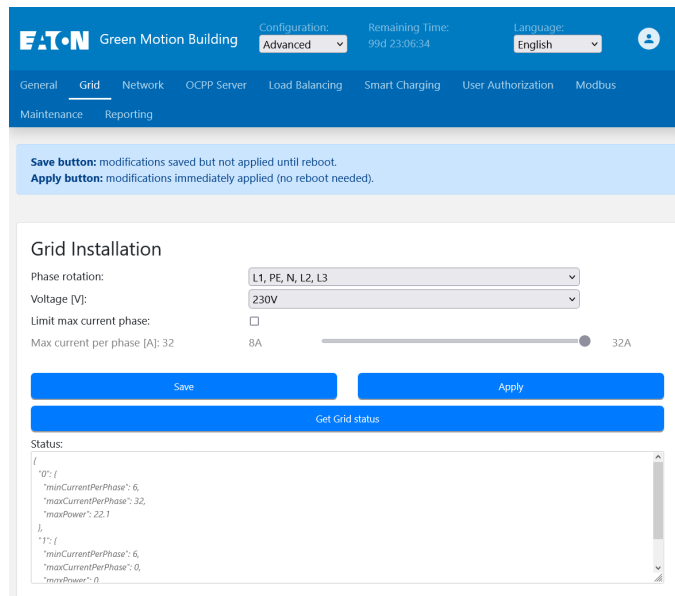 EATON Green Motion Building
Configuration: Remaining Time: Language:
Advanced 99d 23:06:34 English
General Grid Network OCPP Server Load Balancing Smart Charging User Authorization Modbus
Maintenance Reporting
Save button: modifications saved but not applied until reboot.
Apply button: modifications immediately applied (no reboot needed).
Grid Installation
Phase rotation: L1, PE, N, L2, L3
Voltage [V]: 230V
Limit max current phase:
Max current per phase [A]: 32 8A 32A
Save Apply
Get Grid status
Status:
{
"0": {
"minCurrentPerPhase": 6,
"maxCurrentPerPhase": 32,
"maxPower": 22.1
},
"1": {
"minCurrentPerPhase": 6,
"maxCurrentPerPhase": 0,
"maxPower": 0